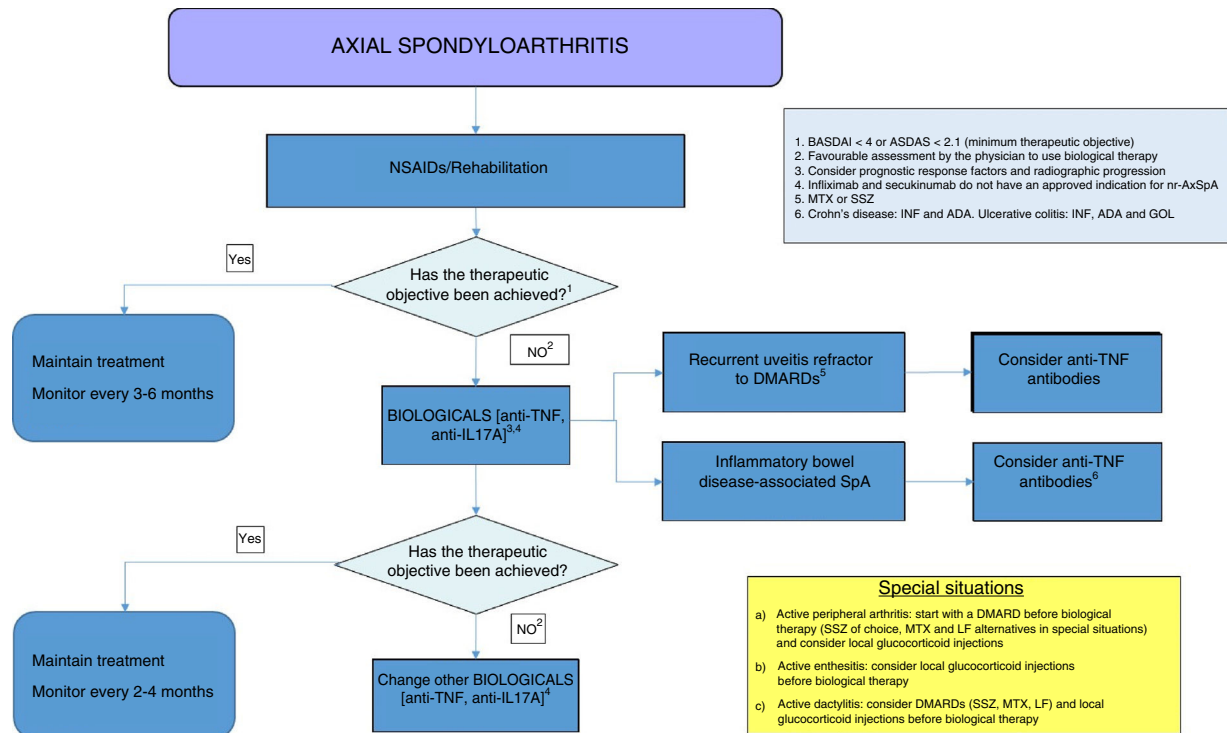 AXIAL SPONDYLOARTHRITIS
NSAIDs/Rehabilitation
1. BASDAI < 4 or ASDAS < 2.1 (minimum therapeutic objective)
2. Favourable assessment by the physician to use biological therapy
3. Consider prognostic response factors and radiographic progression
4. Infliximab and secukinumab do not have an approved indication for nr-AxSpA
5. MTX or SSZ
6. Crohn's disease: INF and ADA. Ulcerative colitis: INF, ADA and GOL
Yes
Has the therapeutic
objective been achieved?1
Maintain treatment
Monitor every 3-6 months
NO2
BIOLOGICALS [anti-TNF,
anti-IL17A]3,4
Recurrent uveitis refractor
to DMARDs5
Consider anti-TNF
antibodies
Inflammatory bowel
disease-associated SpA
Consider anti-TNF
antibodies6
Yes
Has the therapeutic
objective been achieved?
Maintain treatment
Monitor every 2-4 months
NO2
Change other BIOLOGICALS
[anti-TNF, anti-IL17A]4
Special situations
a) Active peripheral arthritis: start with a DMARD before biological
therapy (SSZ of choice, MTX and LF alternatives in special situations)
and consider local glucocorticoid injections
b) Active enthesitis: consider local glucocorticoid injections
before biological therapy
c) Active dactylitis: consider DMARDs (SSZ, MTX, LF) and local
glucocorticoid injections before biological therapy